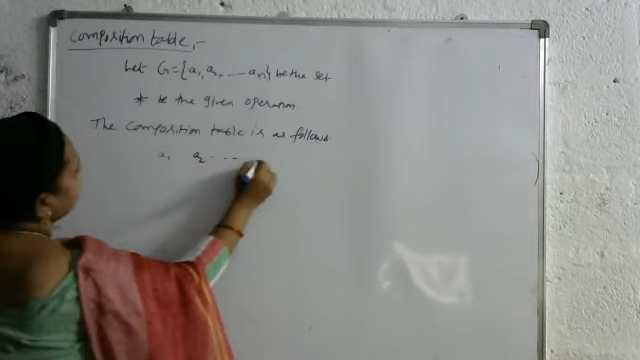 Composition table,-
Let G={a1,a2, ---- an} be the set
* be the given operation
The Composition table is as follows
a1 a2 . . --